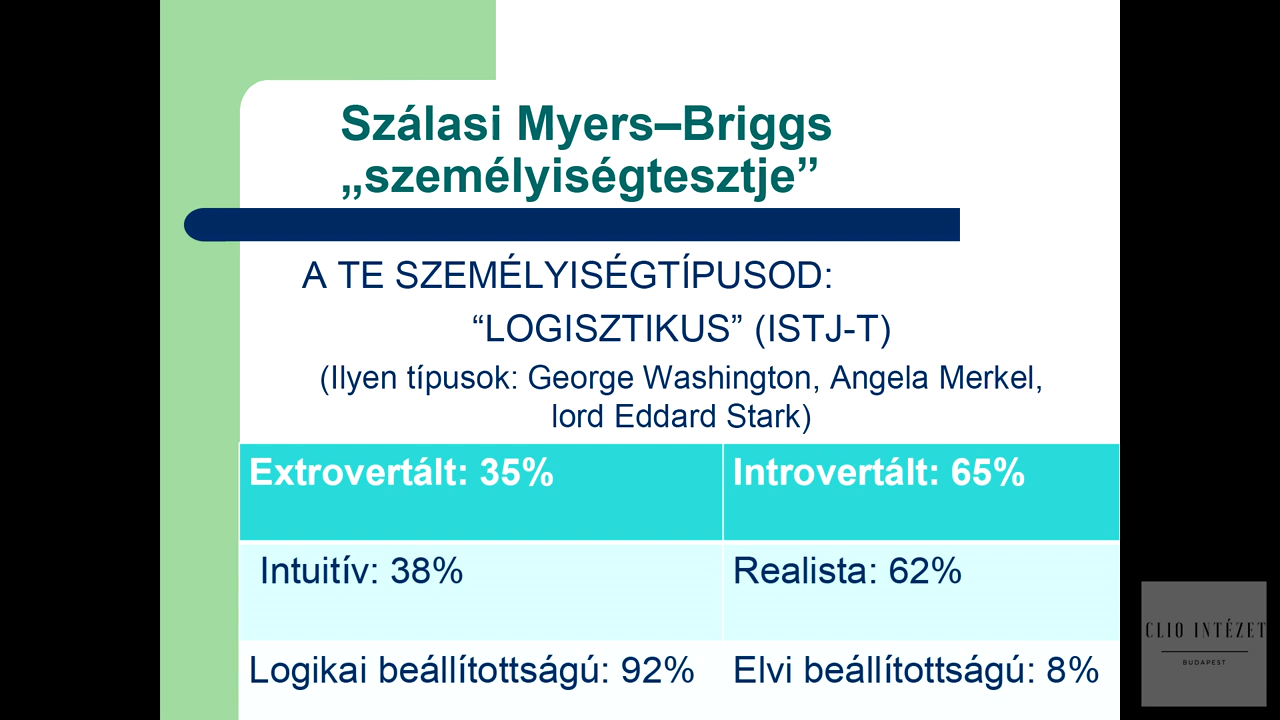 Szálasi Myers–Briggs
„személyiségtesztje”
A TE SZEMÉLYISÉGTÍPUSOD:
“LOGISZTIKUS” (ISTJ-T)
(Ilyen típusok: George Washington, Angela Merkel,
lord Eddard Stark)
Extrovertált: 35% Introvertált: 65%
Intuitív: 38% Realista: 62%
Logikai beállítottságú: 92% Elvi beállítottságú: 8%
CLIO INTÉZET
BUDAPEST